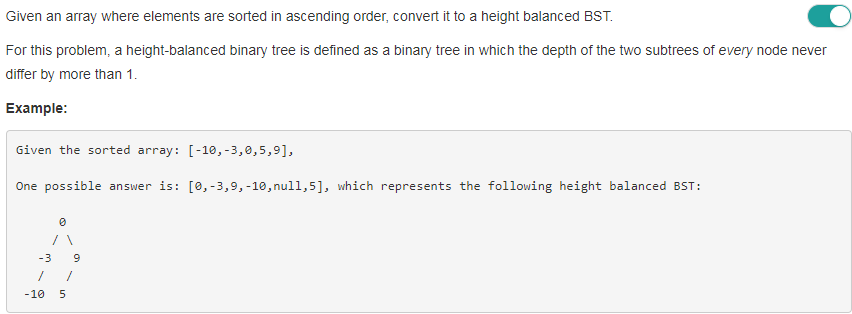 Given an array where elements are sorted in ascending order, convert it to a height balanced BST.
For this problem, a height-balanced binary tree is defined as a binary tree in which the depth of the two subtrees of every node never
differ by more than 1.
Example:
Given the sorted array: [-10,-3,0,5,9],
One possible answer is: [0,-3,9,-10,null,5], which represents the following height balanced BST:
0
/ \
-3 9
/ /
-10 5